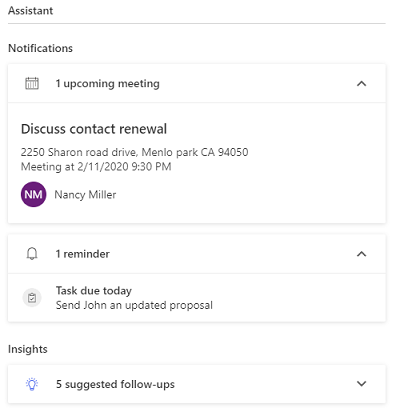 Assistant
Notifications
1 upcoming meeting
Discuss contact renewal
2250 Sharon road drive, Menlo park CA 94050
Meeting at 2/11/2020 9:30 PM
NM Nancy Miller
1 reminder
Task due today
Send John an updated proposal
Insights
5 suggested follow-ups